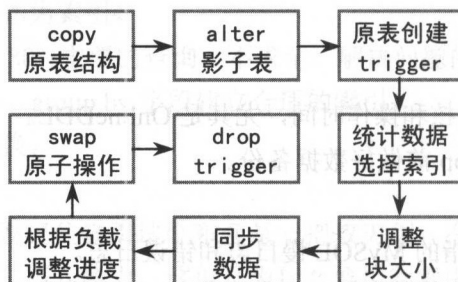 copy
原表结构
alter
影子表
原表创建
trigger
统计数据
选择索引
调整
块大小
同步
数据
根据负载
调整进度
swap
原子操作
drop
trigger